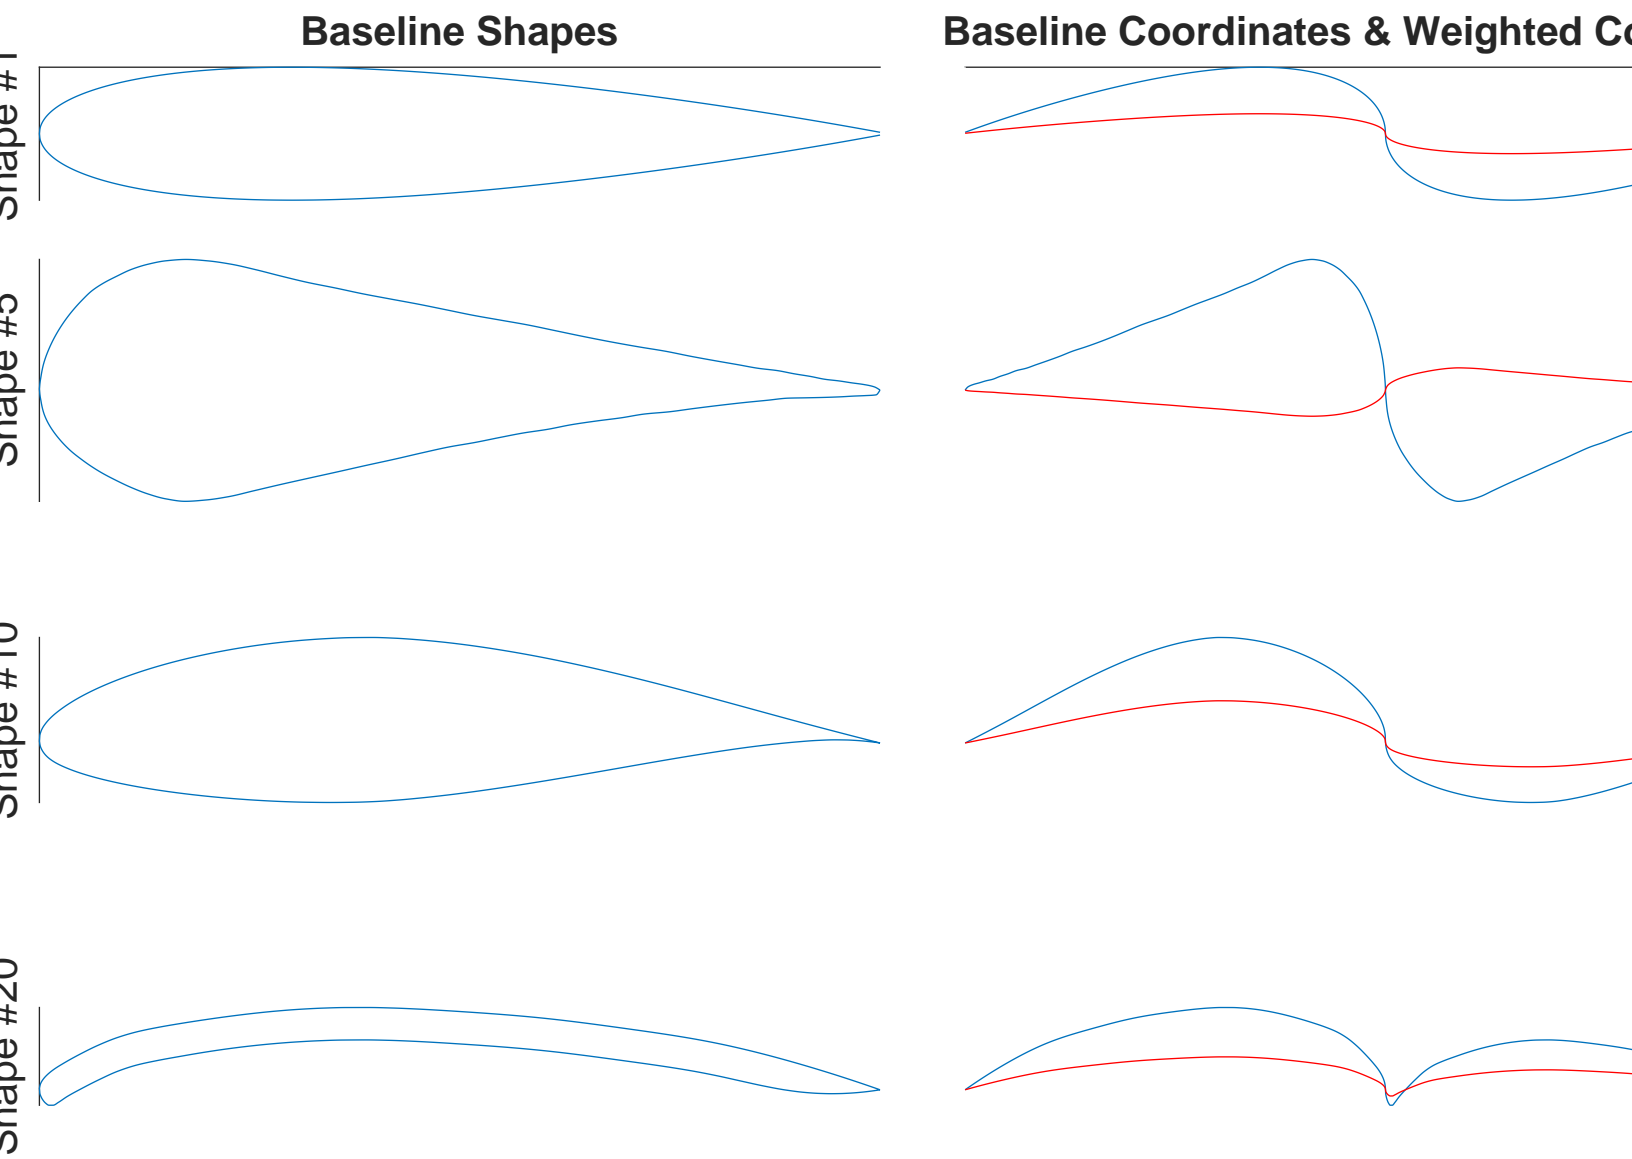 Baseline Shapes
Baseline Coordinates & Weighted Co
Shape #1
Shape #5
Shape #10
Shape #20